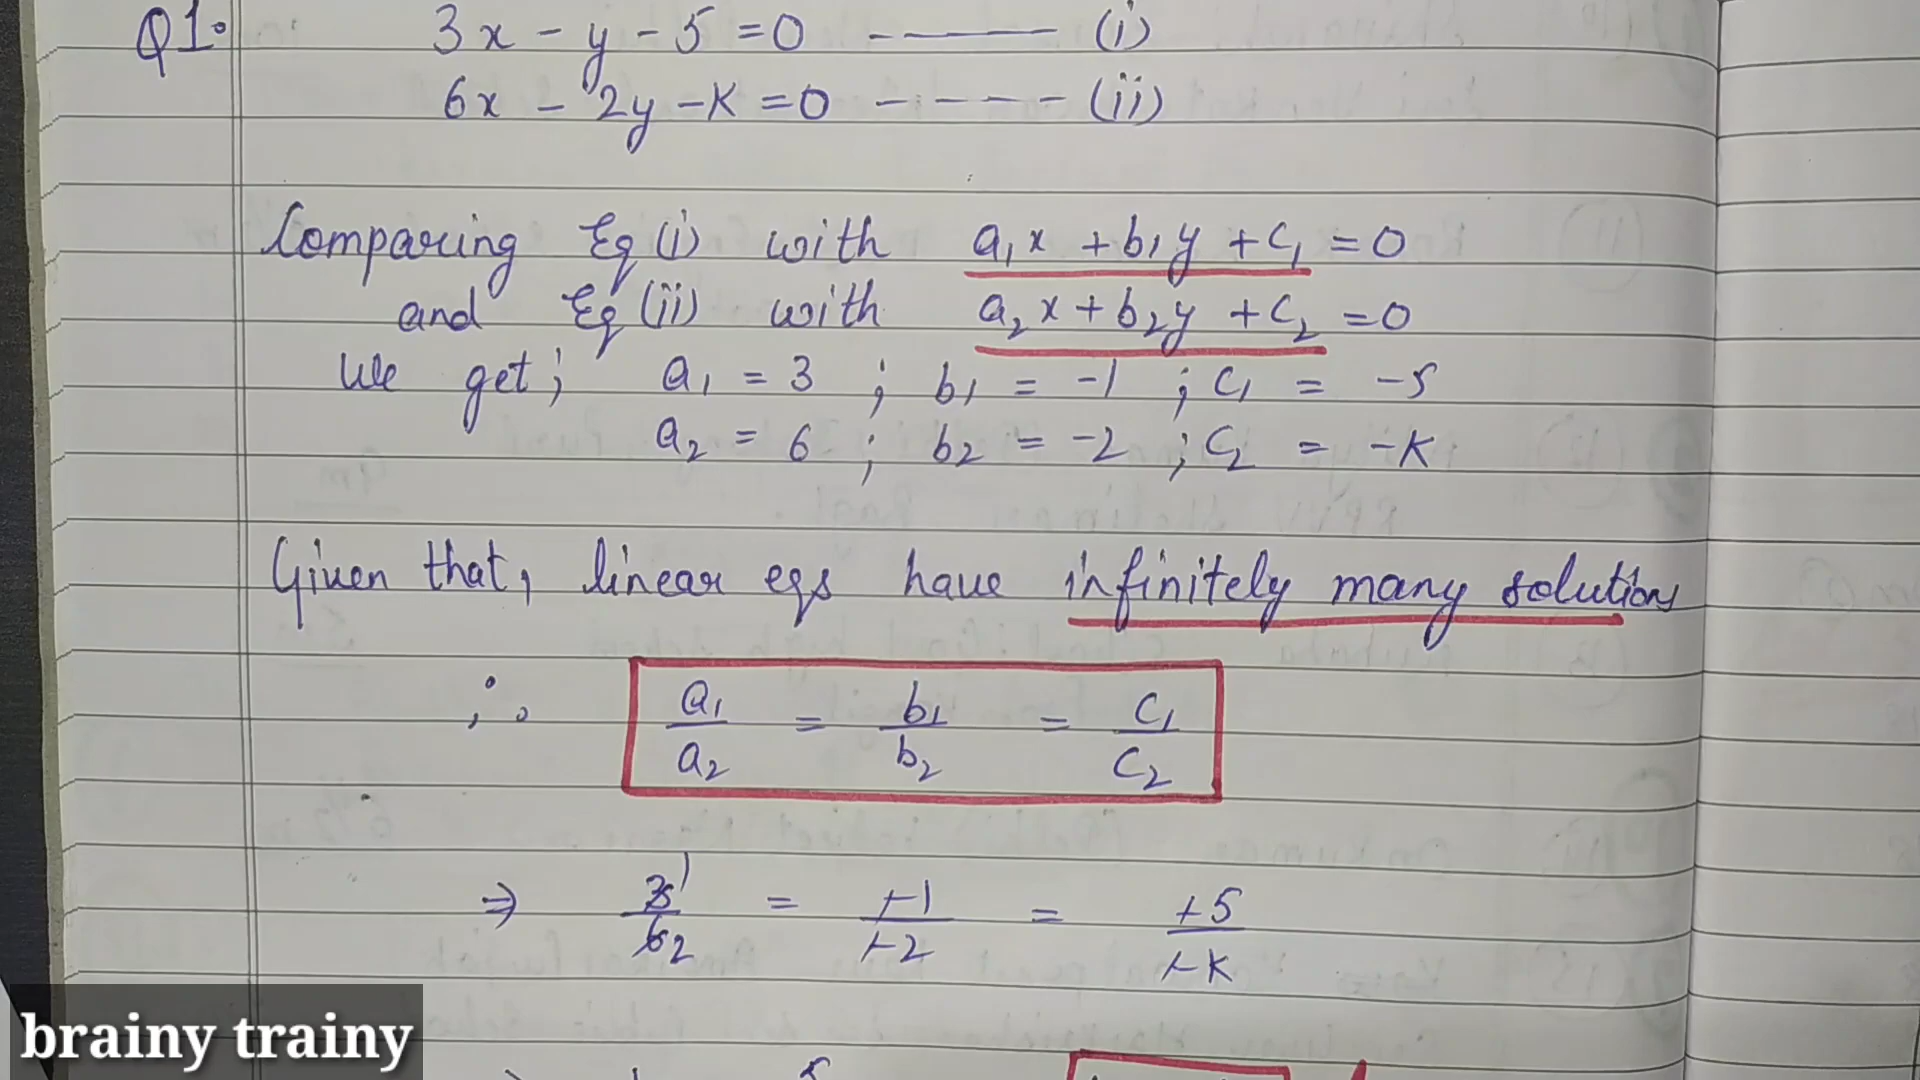 Q1. 3x - y - 5 = 0 ----- (i)
6x - 2y - K = 0 ----- (ii)
Comparing Eq (i) with a₁x + b₁y + c₁ = 0
and Eq (ii) with a₂x + b₂y + c₂ = 0
We get; a₁ = 3 ; b₁ = -1 ; c₁ = -5
a₂ = 6 ; b₂ = -2 ; c₂ = -K
Given that, linear eqs have infinitely many solutions
∴ a₁/a₂ = b₁/b₂ = c₁/c₂
⇒ 3 1/6 2 = -1/-2 = -5/-K
brainy trainy